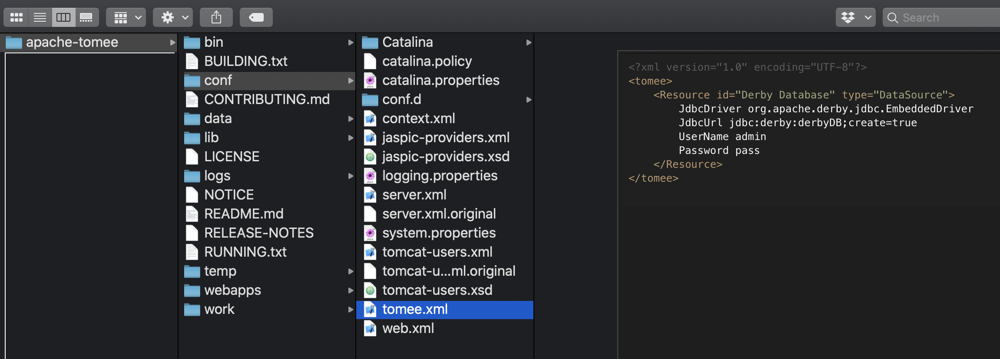 Search
apache-tomee
bin
BUILDING.txt
conf
CONTRIBUTING.md
data
lib
LICENSE
logs
NOTICE
README.md
RELEASE-NOTES
RUNNING.txt
temp
webapps
work
Catalina
catalina.policy
catalina.properties
conf.d
context.xml
jaspic-providers.xml
jaspic-providers.xsd
logging.properties
server.xml
server.xml.original
system.properties
tomcat-users.xml
tomcat-u...ml.original
tomcat-users.xsd
tomee.xml
web.xml
<?xml version="1.0" encoding="UTF-8"?>
<tomee>
    <Resource id="Derby Database" type="DataSource">
        JdbcDriver org.apache.derby.jdbc.EmbeddedDriver
        JdbcUrl jdbc:derby:derbyDB;create=true
        UserName admin
        Password pass
    </Resource>
</tomee>